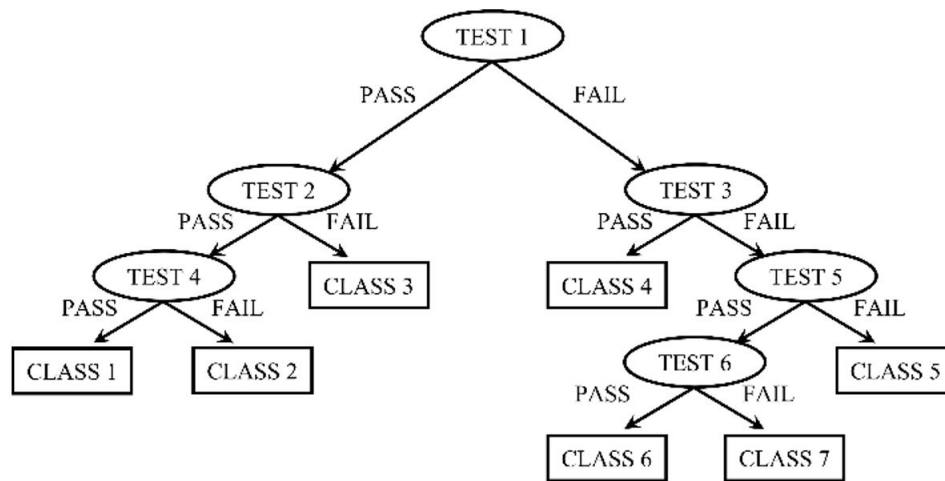 TEST 1
PASS FAIL
TEST 2 TEST 3
PASS FAIL PASS FAIL
TEST 4 CLASS 3 CLASS 4 TEST 5
PASS FAIL PASS FAIL
CLASS 1 CLASS 2 TEST 6 CLASS 5
PASS FAIL
CLASS 6 CLASS 7